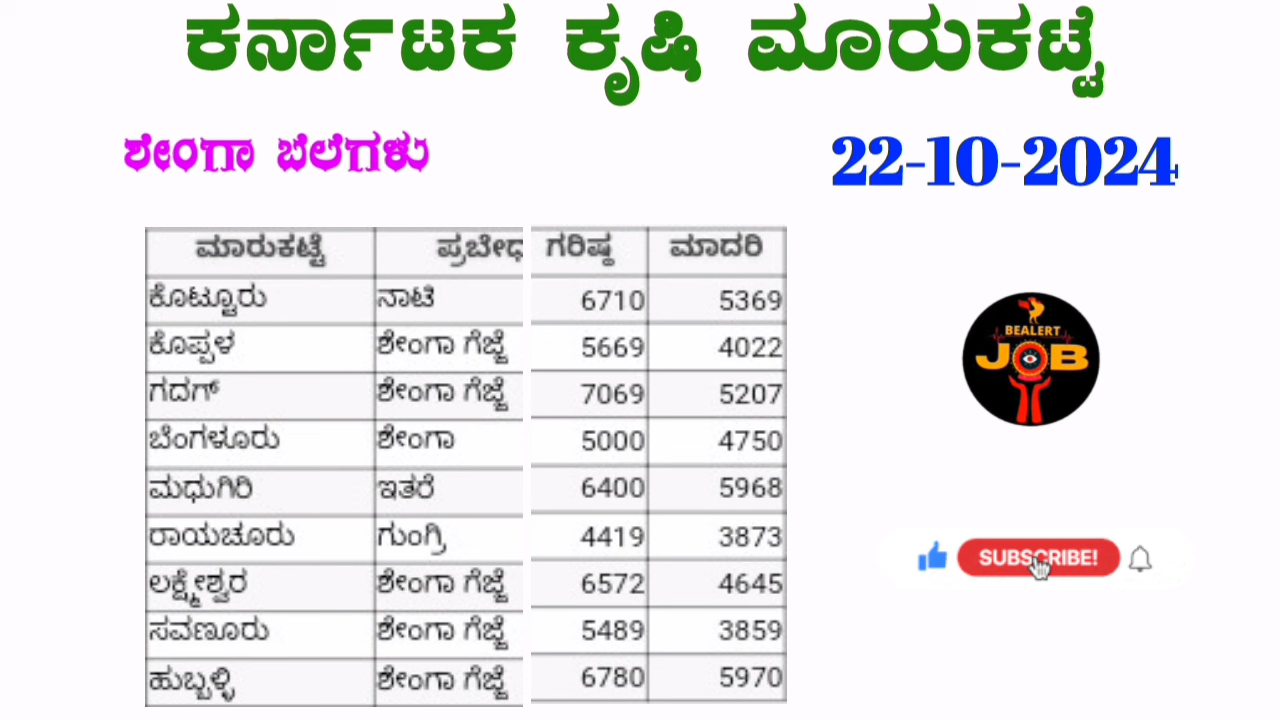 ಕರ್ನಾಟಕ ಕೃಷಿ ಮಾರುಕಟ್ಟೆ
ಶೇಂಗಾ ಬೆಲೆಗಳು 22-10-2024
ಮಾರುಕಟ್ಟೆ ಪ್ರಬೇಧ ಗರಿಷ್ಠ ಮಾದರಿ
ಕೊಟ್ಟೂರು ನಾಟಿ 6710 5369
ಕೊಪ್ಪಳ ಶೇಂಗಾ ಗೆಜ್ಜೆ 5669 4022
ಗದಗ್ ಶೇಂಗಾ ಗೆಜ್ಜೆ 7069 5207
ಬೆಂಗಳೂರು ಶೇಂಗಾ 5000 4750
ಮಧುಗಿರಿ ಇತರೆ 6400 5968
ರಾಯಚೂರು ಗುಂಗ್ರಿ 4419 3873
ಲಕ್ಷ್ಮೇಶ್ವರ ಶೇಂಗಾ ಗೆಜ್ಜೆ 6572 4645
ಸವಣೂರು ಶೇಂಗಾ ಗೆಜ್ಜೆ 5489 3859
ಹುಬ್ಬಳ್ಳಿ ಶೇಂಗಾ ಗೆಜ್ಜೆ 6780 5970
BEALERT
JOB
SUBSCRIBE!